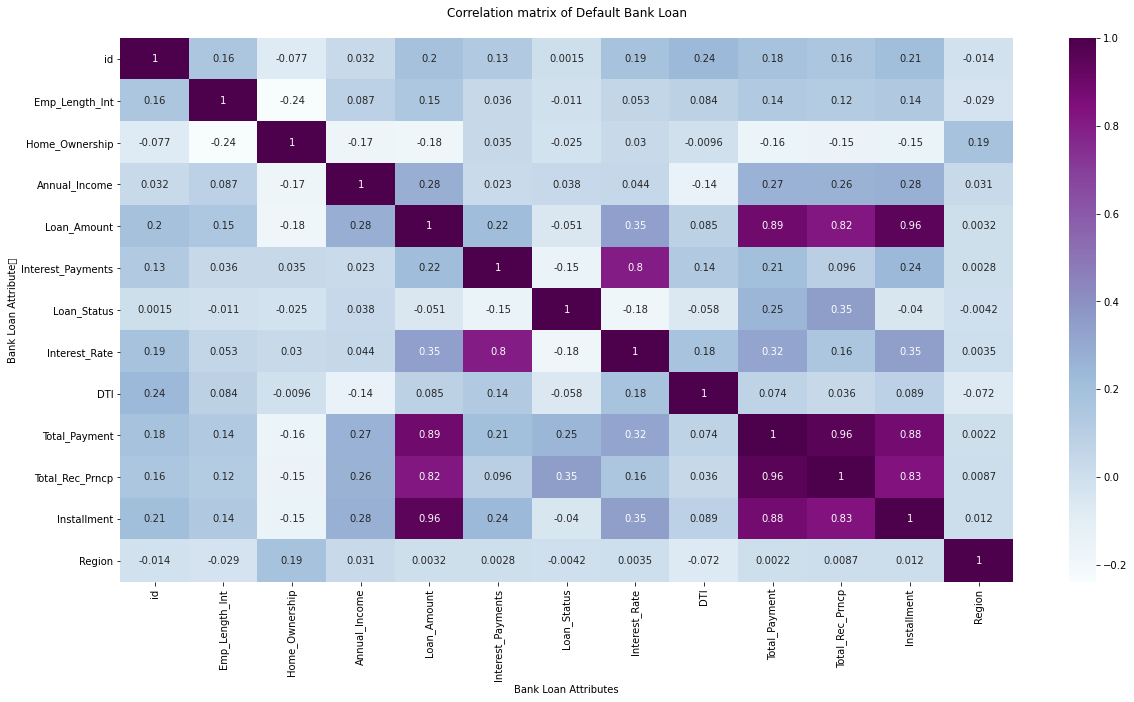 Correlation matrix of Default Bank Loan
id 1 0.16 -0.077 0.032 0.2 0.13 0.0015 0.19 0.24 0.18 0.16 0.21 -0.014
Emp_Length_Int 0.16 1 -0.24 0.087 0.15 0.036 -0.011 0.053 0.084 0.14 0.12 0.14 -0.029
Home_Ownership -0.077 -0.24 1 -0.17 -0.18 0.035 -0.025 0.03 -0.0096 -0.16 -0.15 -0.15 0.19
Annual_Income 0.032 0.087 -0.17 1 0.28 0.023 0.038 0.044 -0.14 0.27 0.26 0.28 0.031
Loan_Amount 0.2 0.15 -0.18 0.28 1 0.22 -0.051 0.35 0.085 0.89 0.82 0.96 0.0032
Interest_Payments 0.13 0.036 0.035 0.023 0.22 1 -0.15 0.8 0.14 0.21 0.096 0.24 0.0028
Loan_Status 0.0015 -0.011 -0.025 0.038 -0.051 -0.15 1 -0.18 -0.058 0.25 0.35 -0.04 -0.0042
Interest_Rate 0.19 0.053 0.03 0.044 0.35 0.8 -0.18 1 0.18 0.32 0.16 0.35 0.0035
DTI 0.24 0.084 -0.0096 -0.14 0.085 0.14 -0.058 0.18 1 0.074 0.036 0.089 -0.072
Total_Payment 0.18 0.14 -0.16 0.27 0.89 0.21 0.25 0.32 0.074 1 0.96 0.88 0.0022
Total_Rec_Prncp 0.16 0.12 -0.15 0.26 0.82 0.096 0.35 0.16 0.036 0.96 1 0.83 0.0087
Installment 0.21 0.14 -0.15 0.28 0.96 0.24 -0.04 0.35 0.089 0.88 0.83 1 0.012
Region -0.014 -0.029 0.19 0.031 0.0032 0.0028 -0.0042 0.0035 -0.072 0.0022 0.0087 0.012 1
Bank Loan Attribute
id Emp_Length_Int Home_Ownership Annual_Income Loan_Amount Interest_Payments Loan_Status Interest_Rate DTI Total_Payment Total_Rec_Prncp Installment Region
Bank Loan Attributes
1.0
0.8
0.6
0.4
0.2
0.0
−0.2